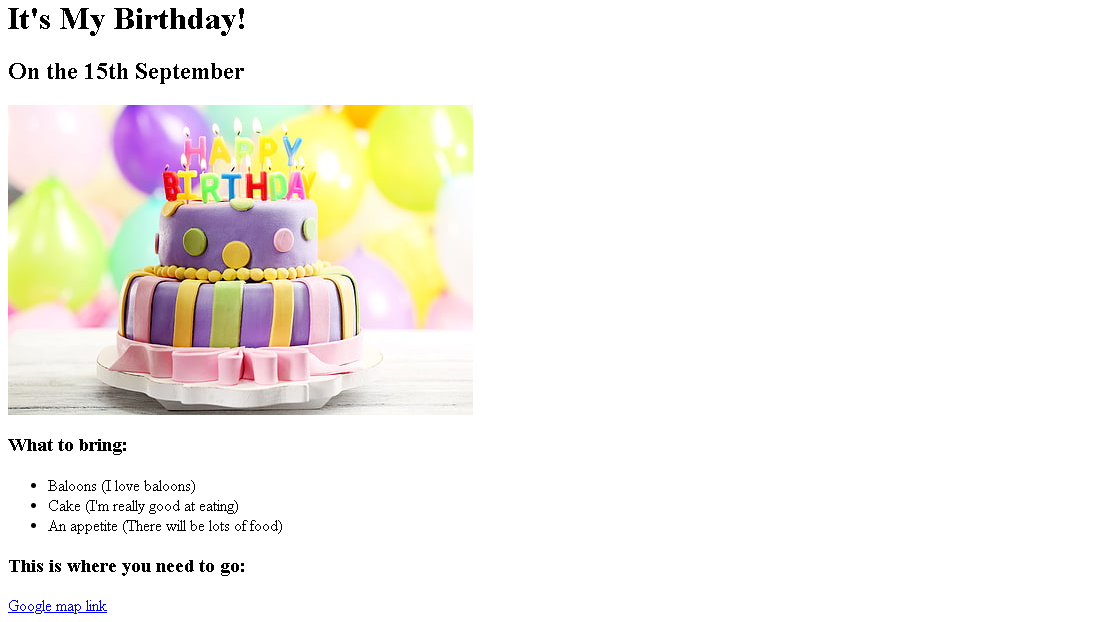 It's My Birthday!
On the 15th September
HAPPY
BIRTHDAY
What to bring:
Baloons (I love baloons)
Cake (I'm really good at eating)
An appetite (There will be lots of food)
This is where you need to go:
Google map link